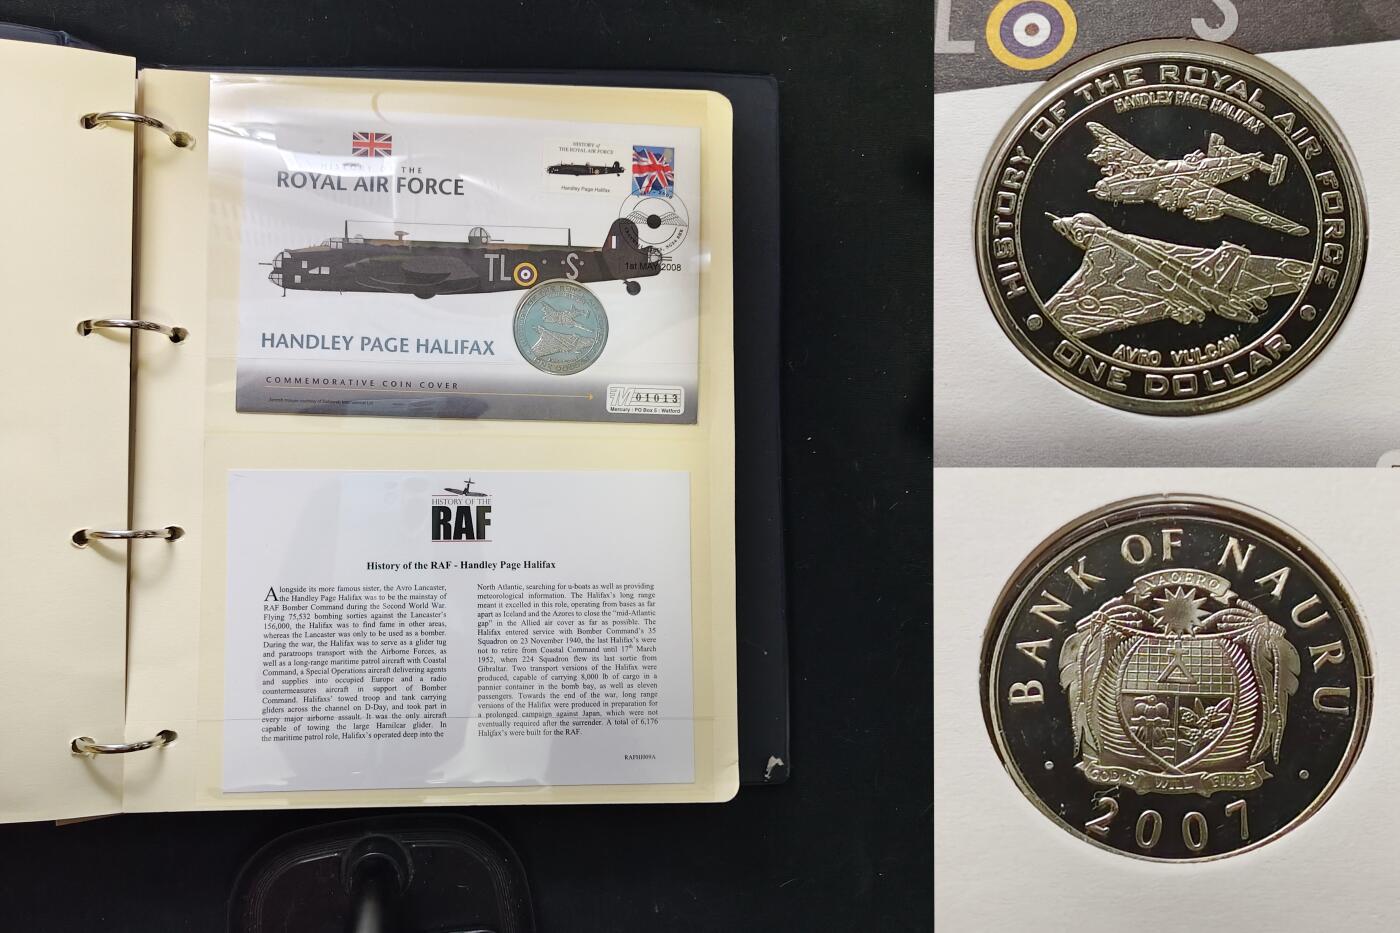 HISTORY OF THE
ROYAL AIR FORCE
HISTORY of
THE ROYAL AIR FORCE
Handley Page Halifax
1st MAY 2008
TL S
HANDLEY PAGE HALIFAX
COMMEMORATIVE COIN COVER
M 01013
Mercury : PO Box 5 : Watford
HISTORY OF THE
RAF
History of the RAF - Handley Page Halifax
Alongside its more famous sister, the Avro Lancaster,
the Handley Page Halifax was to be the mainstay of
RAF Bomber Command during the Second World War.
Flying 75,532 bombing sorties against the Lancaster's
156,000, the Halifax was to find fame in other areas,
whereas the Lancaster was only to be used as a bomber.
During the war, the Halifax was to serve as a glider tug
and paratroops transport with the Airborne Forces, as
well as a long-range maritime patrol aircraft with Coastal
Command, a Special Operations aircraft delivering agents
and supplies into occupied Europe and a radio
countermeasures aircraft in support of Bomber
Command. Halifaxs' towed troop and tank carrying
gliders across the channel on D-Day, and took part in
every major airborne assault. It was the only aircraft
capable of towing the large Hamilcar glider. In
the maritime patrol role, Halifax's operated deep into the
North Atlantic, searching for u-boats as well as providing
meteorological information. The Halifax's long range
meant it excelled in this role, operating from bases as far
apart as Iceland and the Azores to close the "mid-Atlantic
gap" in the Allied air cover as far as possible. The
Halifax entered service with Bomber Command's 35
Squadron on 23 November 1940, the last Halifax's were
not to retire from Coastal Command until 17th March
1952, when 224 Squadron flew its last sortie from
Gibraltar. Two transport versions of the Halifax were
produced, capable of carrying 8,000 lb of cargo in a
pannier container in the bomb bay, as well as eleven
passengers. Towards the end of the war, long range
versions of the Halifax were produced in preparation for
a prolonged campaign against Japan, which were not
eventually required after the surrender. A total of 6,176
Halifax's were built for the RAF.
RAFHI009A
L S
HISTORY OF THE ROYAL AIR FORCE
HANDLEY PAGE HALIFAX
AVRO VULCAN
ONE DOLLAR
BANK OF NAURU
NAOERO
GOD'S WILL FIRST
2007